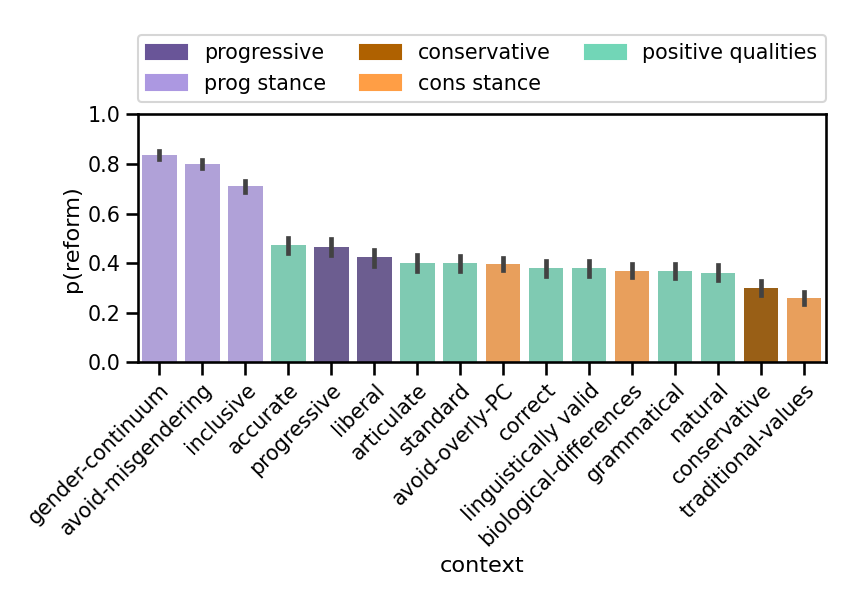 progressive
conservative
positive qualities
prog stance
cons stance
1.0
0.8
0.6
0.4
0.2
0.0
p(reform)
gender-continuum
avoid-misgendering
inclusive
accurate
progressive
liberal
articulate
standard
avoid-overly-PC
correct
linguistically valid
biological-differences
grammatical
natural
conservative
traditional-values
context